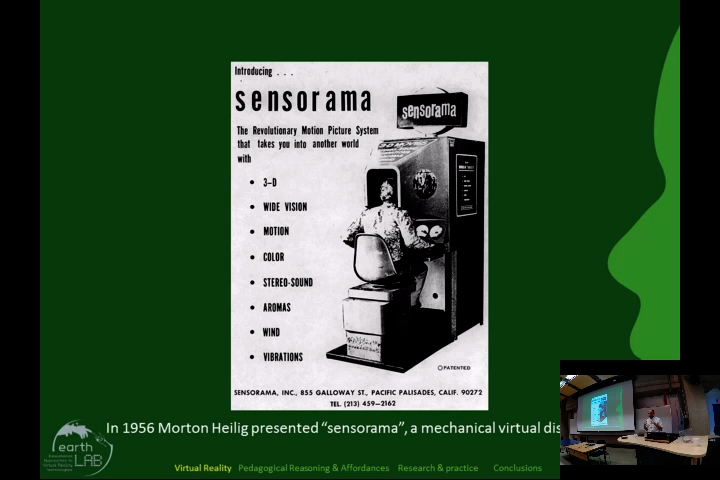 Introducing . . .
sensorama
The Revolutionary Motion Picture System
that takes you into another world
with
• 3-D
• WIDE VISION
• MOTION
• COLOR
• STEREO-SOUND
• AROMAS
• WIND
• VIBRATIONS
sensorama
PATENTED
SENSORAMA, INC., 855 GALLOWAY ST., PACIFIC PALISADES, CALIF. 90272
TEL. (213) 459-2162
In 1956 Morton Heilig presented “sensorama”, a mechanical virtual dis
earth
LAB
Virtual Reality Pedagogical Reasoning & Affordances Research & practice Conclusions